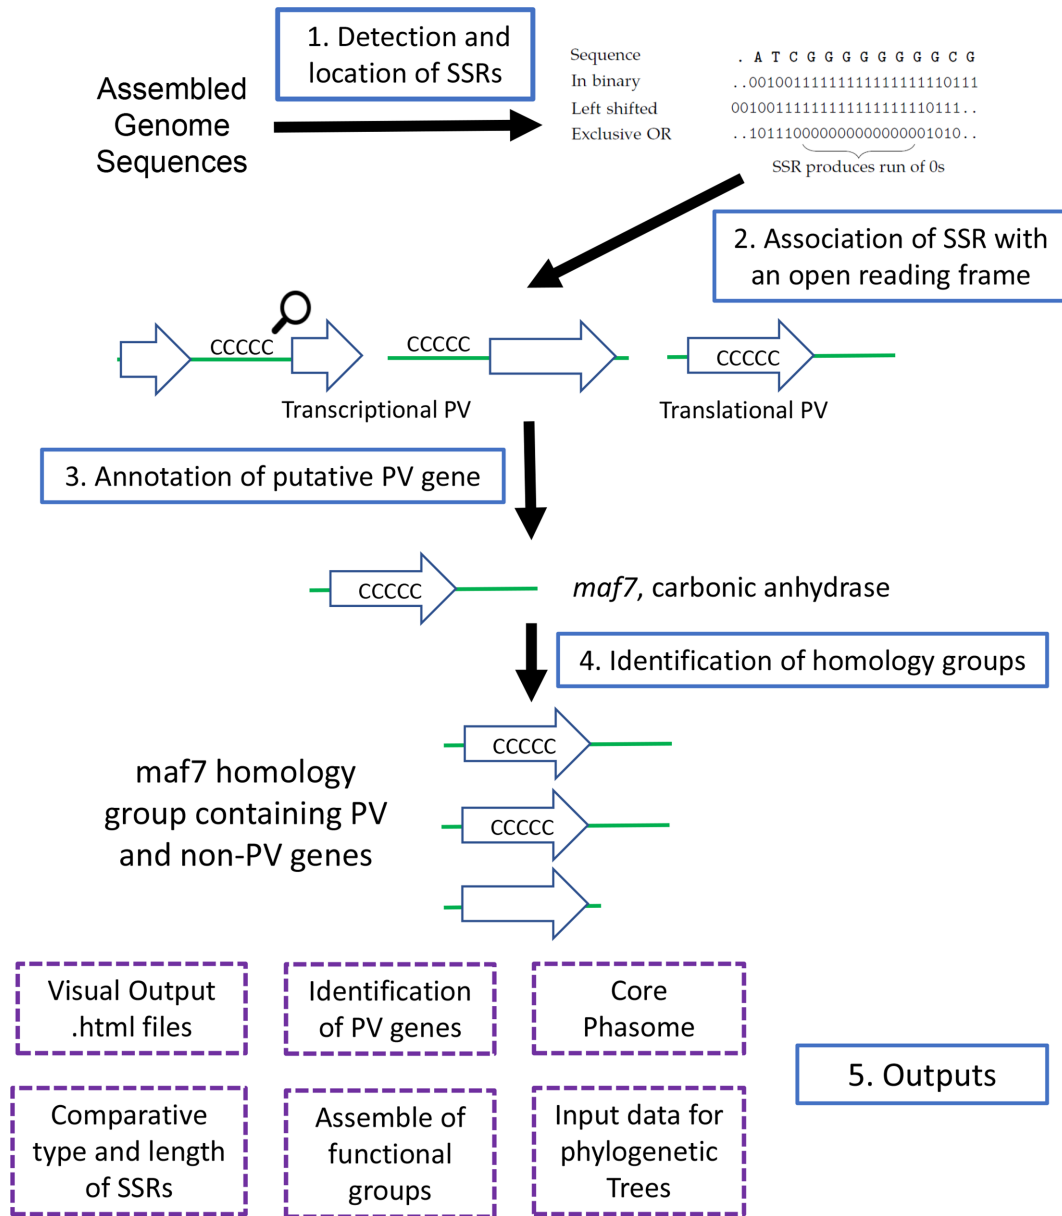 1. Detection and
location of SSRs
Assembled
Genome
Sequences
Sequence . A T C G G G G G G G G C G
In binary ..00100111111111111111110111
Left shifted 00100111111111111111110111..
Exclusive OR ..10111000000000000000001010..
SSR produces run of 0s
2. Association of SSR with
an open reading frame
CCCCC CCCCC CCCCC
Transcriptional PV Translational PV
3. Annotation of putative PV gene
CCCCC maf7, carbonic anhydrase
4. Identification of homology groups
CCCCC
maf7 homology
group containing PV
and non-PV genes
CCCCC
Visual Output
.html files
Identification
of PV genes
Core
Phasome
5. Outputs
Comparative
type and length
of SSRs
Assemble of
functional
groups
Input data for
phylogenetic
Trees